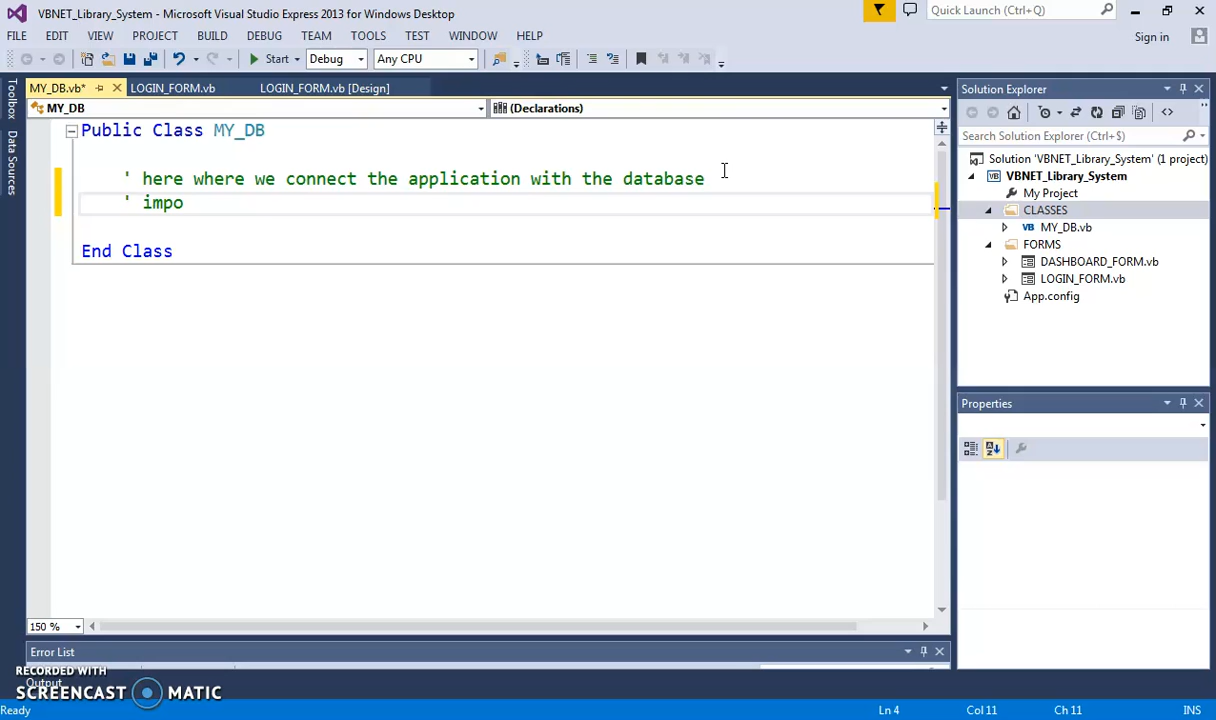 VBNET_Library_System - Microsoft Visual Studio Express 2013 for Windows Desktop
Quick Launch (Ctrl+Q)
FILE EDIT VIEW PROJECT BUILD DEBUG TEAM TOOLS TEST WINDOW HELP
Sign in
Start Debug Any CPU
MY_DB.vb* LOGIN_FORM.vb LOGIN_FORM.vb [Design]
MY_DB (Declarations)
Toolbox
Data Sources
Public Class MY_DB
' here where we connect the application with the database
' impo
End Class
150 %
Error List
Output
RECORDED WITH
SCREENCAST MATIC
Solution Explorer
Search Solution Explorer (Ctrl+$)
Solution 'VBNET_Library_System' (1 project)
VBNET_Library_System
My Project
CLASSES
MY_DB.vb
FORMS
DASHBOARD_FORM.vb
LOGIN_FORM.vb
App.config
Properties
Ready Ln 4 Col 11 Ch 11 INS